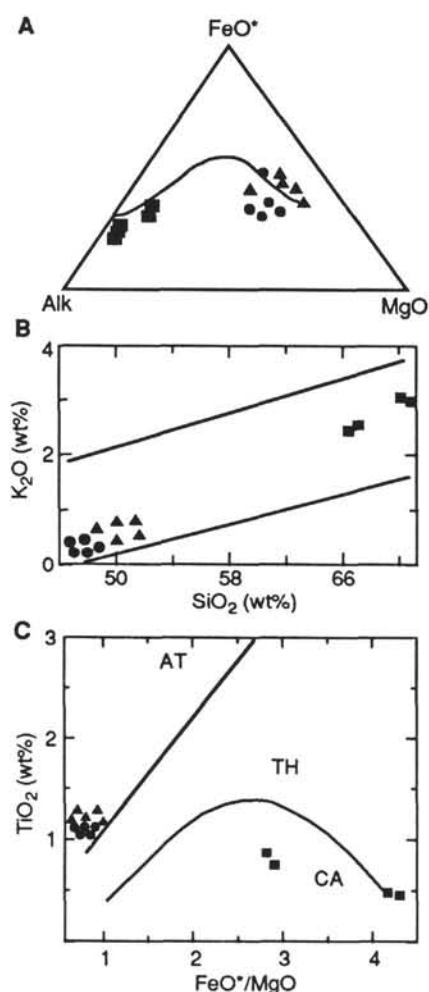 A
FeO*
Alk
MgO
B
4
2
0
K₂O (wt%)
50
58
66
SiO₂ (wt%)
C
3
2
1
0
TiO₂ (wt%)
AT
TH
CA
1
2
3
4
FeO*/MgO